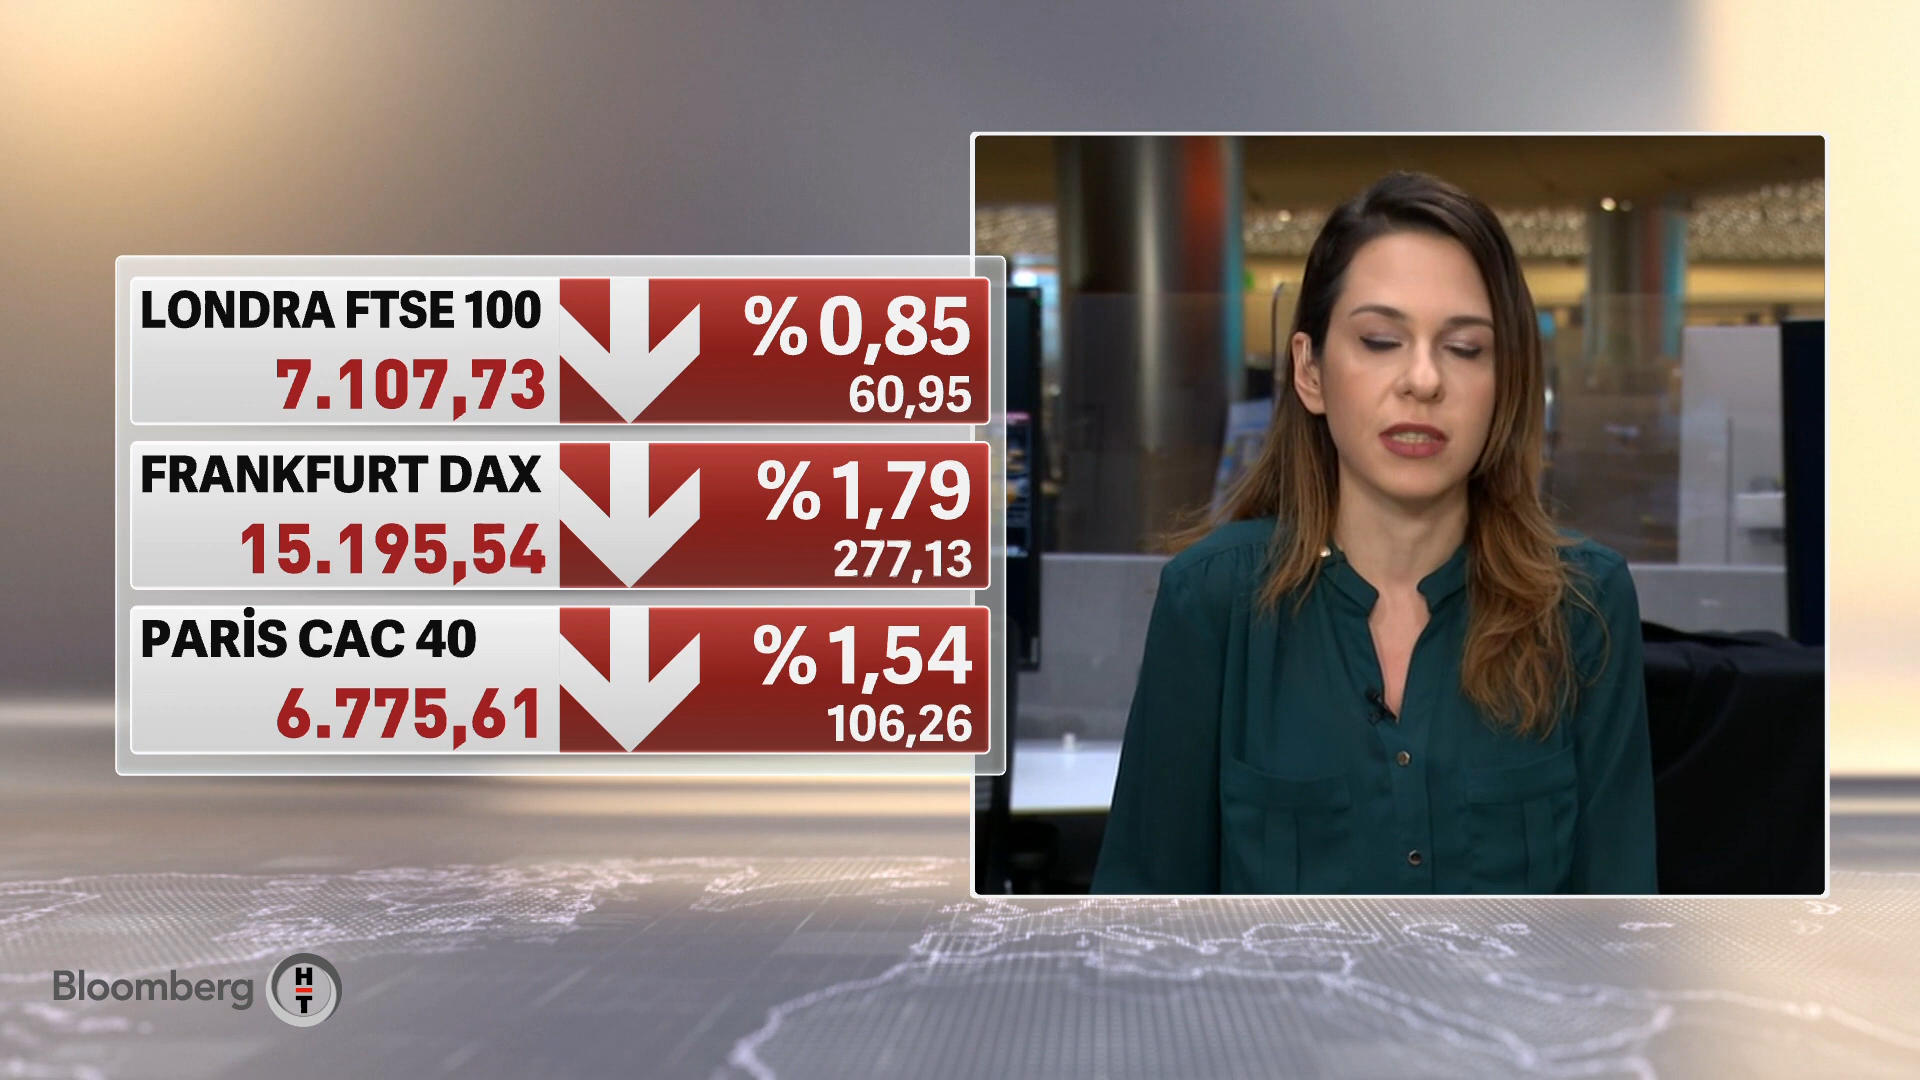 LONDRA FTSE 100
7.107,73
%0,85
60,95
FRANKFURT DAX
15.195,54
%1,79
277,13
PARİS CAC 40
6.775,61
%1,54
106,26
Bloomberg HT